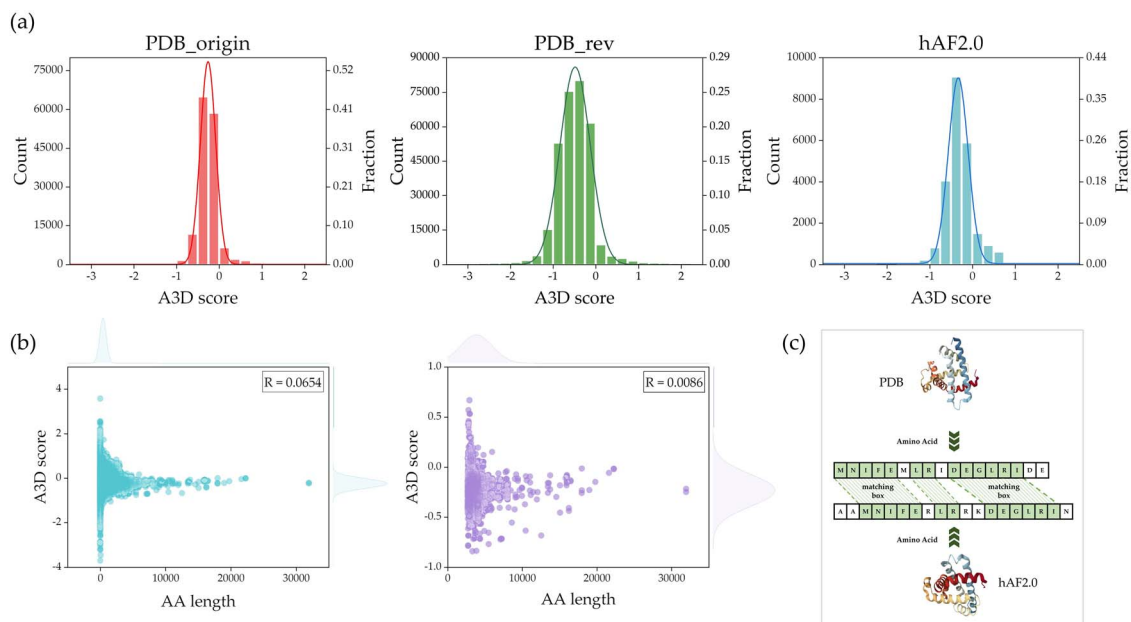 (a)
PDB_origin
PDB_rev
hAF2.0
75000
60000
45000
30000
15000
0
0.52
0.41
0.31
0.21
0.10
0.00
Count
Fraction
-3 -2 -1 0 1 2
A3D score
90000
75000
60000
45000
30000
15000
0
0.29
0.25
0.20
0.15
0.10
0.05
0.00
Count
Fraction
-3 -2 -1 0 1 2
A3D score
10000
8000
6000
4000
2000
0
0.44
0.35
0.26
0.18
0.09
0.00
Count
Fraction
-3 -2 -1 0 1 2
A3D score
(b)
R = 0.0654
4
2
0
-2
-4
A3D score
0 10000 20000 30000
AA length
R = 0.0086
1.0
0.5
0.0
-0.5
-1.0
A3D score
0 10000 20000 30000
AA length
(c)
PDB
Amino Acid
M N I F E M L R I D E G L R I D E
matching
box
matching
box
A A M N I F E R L R R K D E G L R I N
Amino Acid
hAF2.0